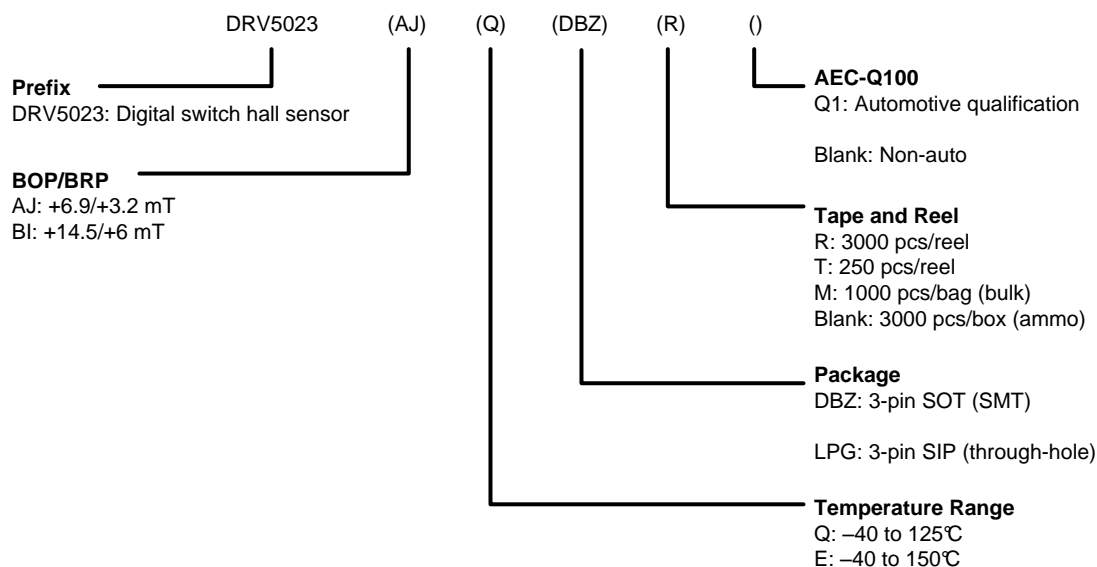 DRV5023 (AJ) (Q) (DBZ) (R) ()
Prefix
DRV5023: Digital switch hall sensor
BOP/BRP
AJ: +6.9/+3.2 mT
BI: +14.5/+6 mT
AEC-Q100
Q1: Automotive qualification
Blank: Non-auto
Tape and Reel
R: 3000 pcs/reel
T: 250 pcs/reel
M: 1000 pcs/bag (bulk)
Blank: 3000 pcs/box (ammo)
Package
DBZ: 3-pin SOT (SMT)
LPG: 3-pin SIP (through-hole)
Temperature Range
Q: –40 to 125°C
E: –40 to 150°C